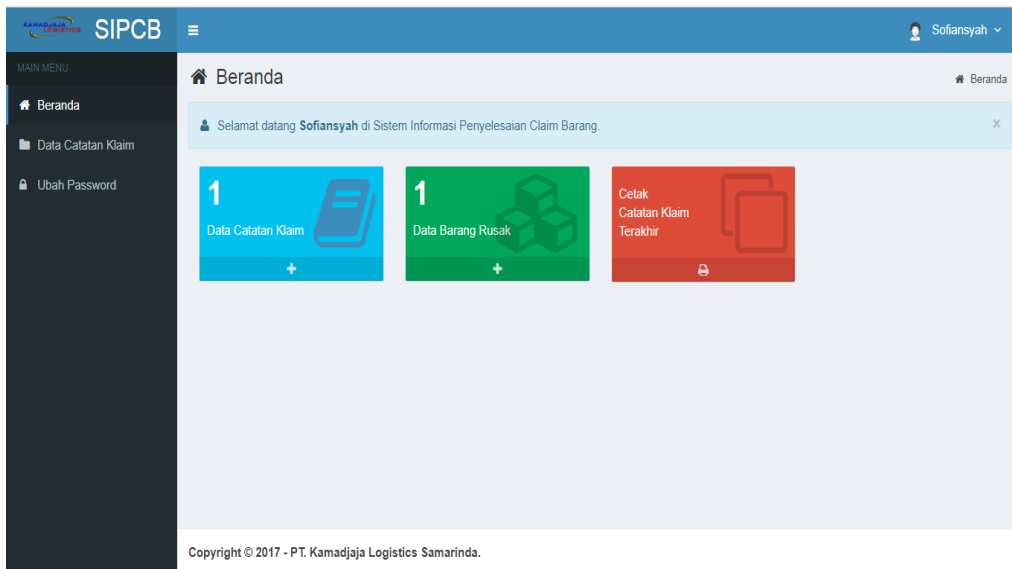 KAMADJAJA
LOGISTICS
SIPCB
Sofiansyah
MAIN MENU
Beranda
Data Catatan Klaim
Ubah Password
Beranda
Beranda
Selamat datang Sofiansyah di Sistem Informasi Penyelesaian Claim Barang.
×
1
Data Catatan Klaim
1
Data Barang Rusak
Cetak
Catatan Klaim
Terakhir
Copyright © 2017 - PT. Kamadjaja Logistics Samarinda.